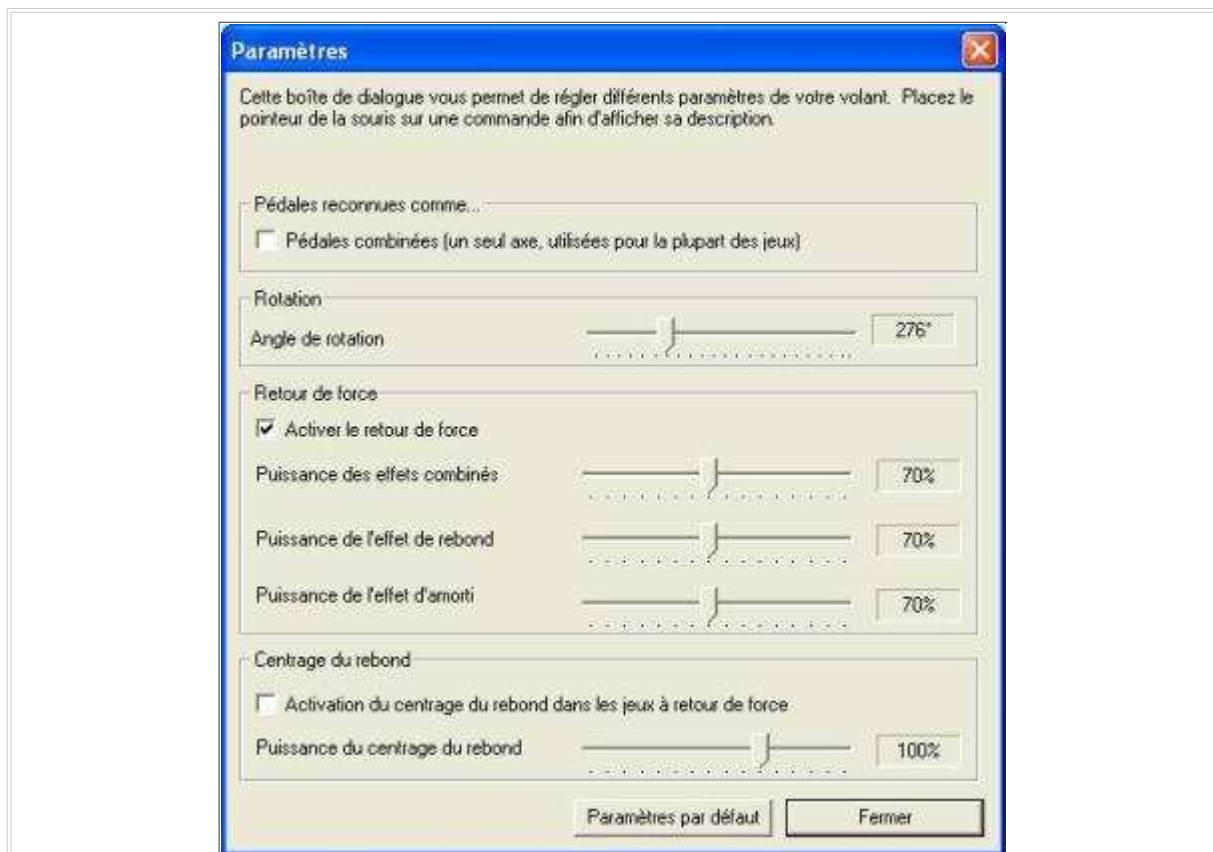 Paramètres
Cette boîte de dialogue vous permet de régler différents paramètres de votre volant. Placez le
pointeur de la souris sur une commande afin d'afficher sa description.
Pédales reconnues comme...
Pédales combinées (un seul axe, utilisées pour la plupart des jeux)
Rotation
Angle de rotation 276°
Retour de force
Activer le retour de force
Puissance des effets combinés 70%
Puissance de l'effet de rebond 70%
Puissance de l'effet d'amorti 70%
Centrage du rebond
Activation du centrage du rebond dans les jeux à retour de force
Puissance du centrage du rebond 100%
Paramètres par défaut Fermer